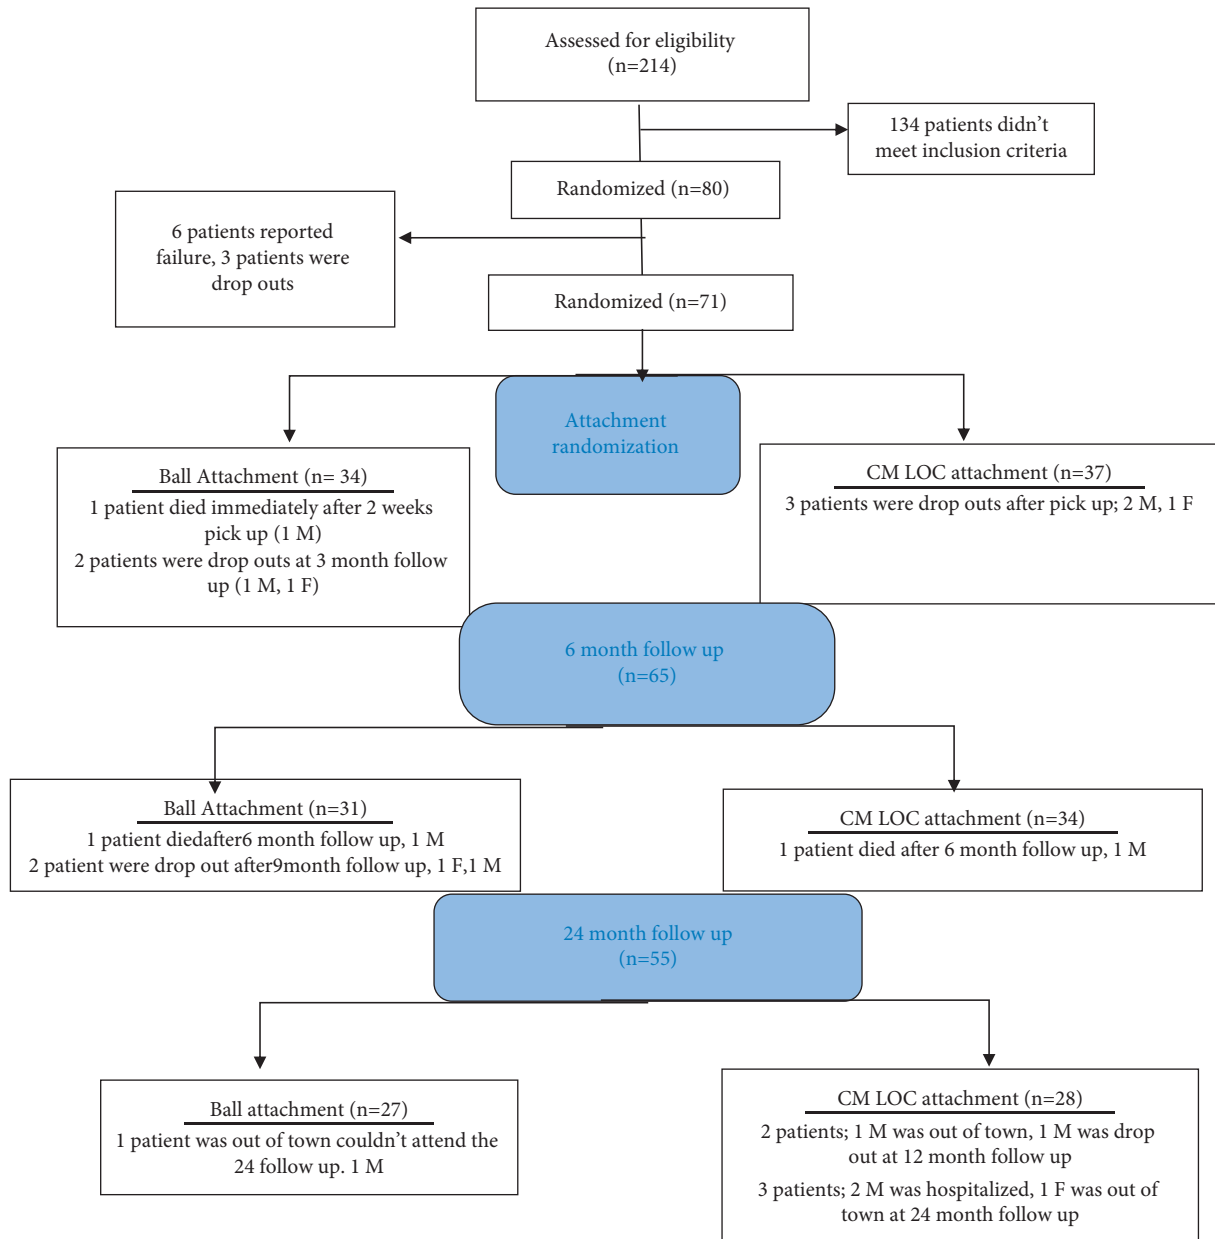 Assessed for eligibility
(n=214)
134 patients didn't
meet inclusion criteria
Randomized (n=80)
6 patients reported
failure, 3 patients were
drop outs
Randomized (n=71)
Attachment
randomization
Ball Attachment (n= 34)
1 patient died immediately after 2 weeks
pick up (1 M)
2 patients were drop outs at 3 month follow
up (1 M, 1 F)
CM LOC attachment (n=37)
3 patients were drop outs after pick up; 2 M, 1 F
6 month follow up
(n=65)
Ball Attachment (n=31)
1 patient diedafter6 month follow up, 1 M
2 patient were drop out after9month follow up, 1 F,1 M
CM LOC attachment (n=34)
1 patient died after 6 month follow up, 1 M
24 month follow up
(n=55)
Ball attachment (n=27)
1 patient was out of town couldn't attend the
24 follow up. 1 M
CM LOC attachment (n=28)
2 patients; 1 M was out of town, 1 M was drop
out at 12 month follow up
3 patients; 2 M was hospitalized, 1 F was out of
town at 24 month follow up